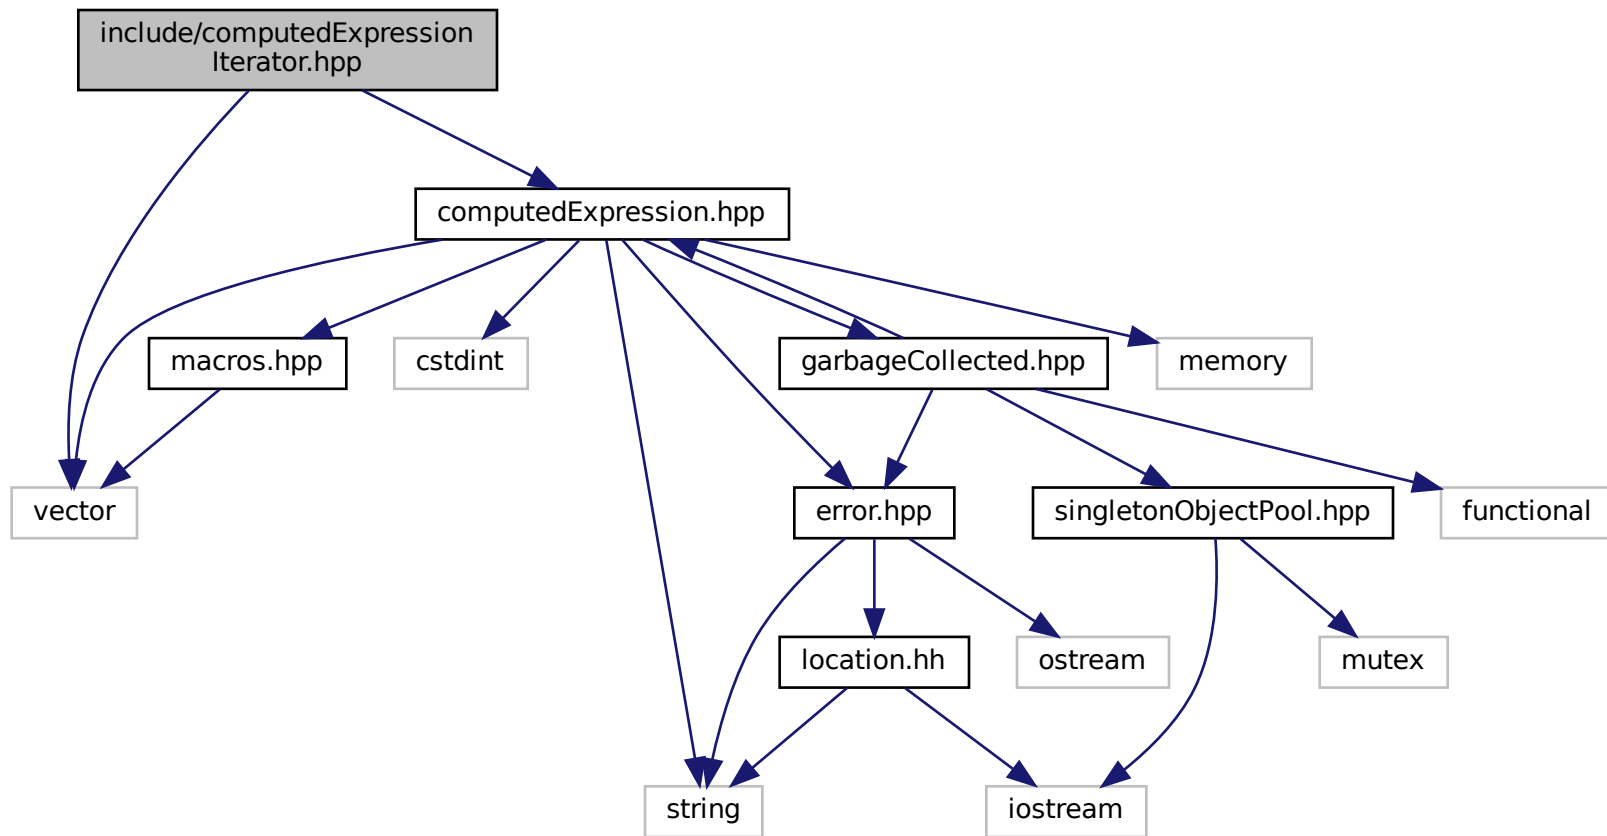 include/computedExpression
Iterator.hpp
computedExpression.hpp
macros.hpp
cstdint
garbageCollected.hpp
memory
vector
error.hpp
singletonObjectPool.hpp
functional
location.hh
ostream
mutex
string
iostream